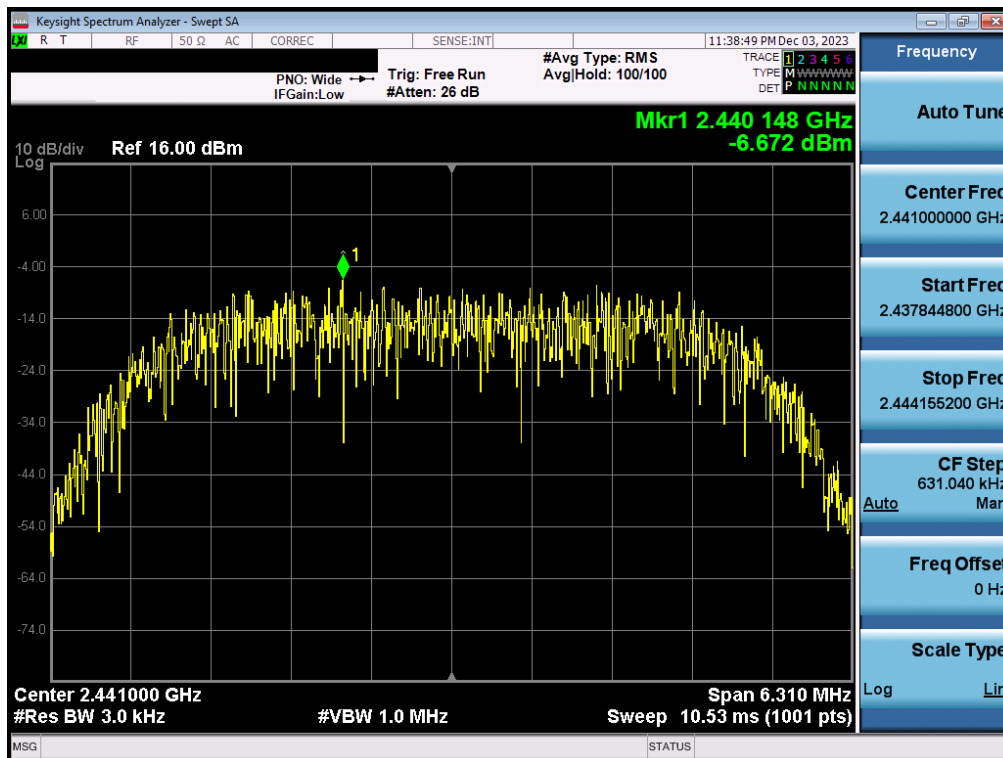 Keysight Spectrum Analyzer - Swept SA
LXI R T RF 50 Ω AC CORREC SENSE:INT 11:38:49 PM Dec 03, 2023
PNO: Wide
IFGain:Low
Trig: Free Run
#Atten: 26 dB
#Avg Type: RMS
Avg|Hold: 100/100
TRACE 1 2 3 4 5 6
TYPE M W W W W W
DET P N N N N N
Mkr1 2.440 148 GHz
-6.672 dBm
10 dB/div
Log
Ref 16.00 dBm
6.00
-4.00
-14.0
-24.0
-34.0
-44.0
-54.0
-64.0
-74.0
1
Center 2.441000 GHz
Span 6.310 MHz
#Res BW 3.0 kHz
#VBW 1.0 MHz
Sweep 10.53 ms (1001 pts)
MSG
STATUS
Frequency
Auto Tune
Center Freq
2.441000000 GHz
Start Freq
2.437844800 GHz
Stop Freq
2.444155200 GHz
CF Step
631.040 kHz
Auto Man
Freq Offset
0 Hz
Scale Type
Log Lin